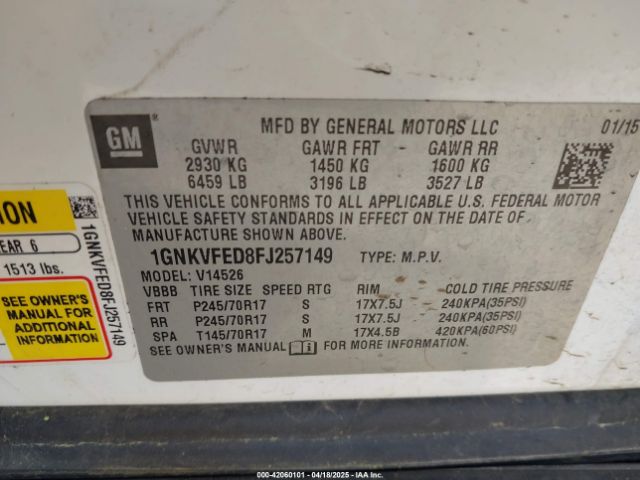 GM
®
MFD BY GENERAL MOTORS LLC 01/15
GVWR GAWR FRT GAWR RR
2930 KG 1450 KG 1600 KG
6459 LB 3196 LB 3527 LB
THIS VEHICLE CONFORMS TO ALL APPLICABLE U.S. FEDERAL MOTOR
VEHICLE SAFETY STANDARDS IN EFFECT ON THE DATE OF
MANUFACTURE SHOWN ABOVE.
1GNKVFED8FJ257149 TYPE: M.P.V.
MODEL: V14526
VBBB TIRE SIZE SPEED RTG RIM COLD TIRE PRESSURE
FRT P245/70R17 S 17X7.5J 240KPA(35PSI)
RR P245/70R17 S 17X7.5J 240KPA(35PSI)
SPA T145/70R17 M 17X4.5B 420KPA(60PSI)
SEE OWNER'S MANUAL FOR MORE INFORMATION.
EAR 6
1513 lbs.
SEE OWNER'S
MANUAL FOR
ADDITIONAL
INFORMATION
1GNKVFED8FJ257149
000-42060101 - 04/18/2025 - IAA Inc.